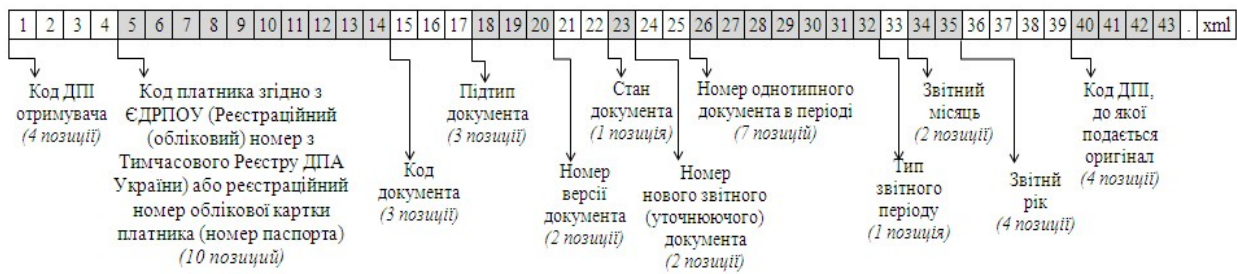 1 2 3 4 5 6 7 8 9 10 11 12 13 14 15 16 17 18 19 20 21 22 23 24 25 26 27 28 29 30 31 32 33 34 35 36 37 38 39 40 41 42 43 . xml
Код ДПІ
отримувача
(4 позиції)
Код платника згідно з
ЄДРПОУ (Реєстраційний
(обліковий) номер з
Тимчасового Реєстру ДПА
України) або реєстраційний
номер облікової картки
платника (номер паспорта)
(10 позиций)
Код
документа
(3 позиції)
Підтип
документа
(3 позиції)
Номер
версії
документа
(2 позиції)
Стан
документа
(1 позиція)
Номер
нового звітного
(уточнюючого)
документа
(2 позиції)
Номер однотипного
документа в періоді
(7 позицій)
Тип
звітного
періоду
(1 позиція)
Звітний
місяць
(2 позиції)
Звітнй
рік
(4 позиції)
Код ДПІ,
до якої
подається
оригінал
(4 позиції)